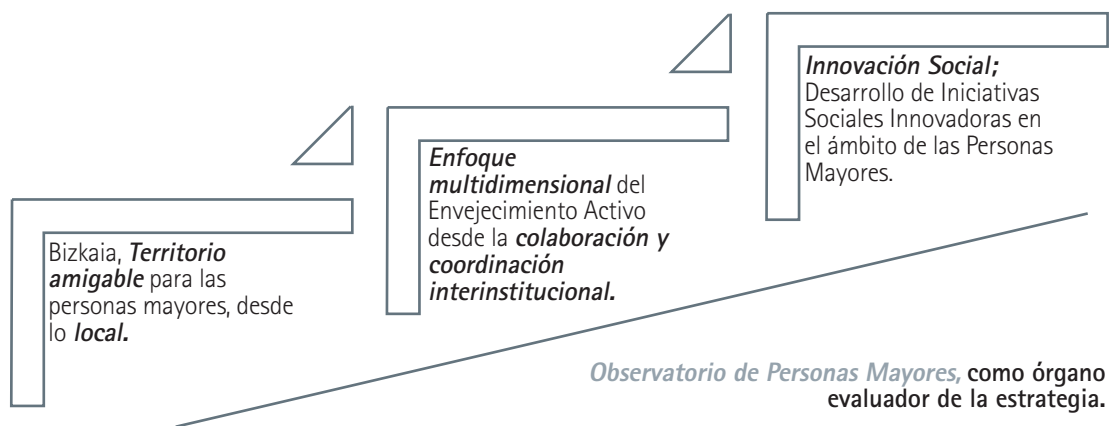 Bizkaia, Territorio
amigable para las
personas mayores, desde
lo local.
Enfoque
multidimensional del
Envejecimiento Activo
desde la colaboración y
coordinación
interinstitucional.
Innovación Social;
Desarrollo de Iniciativas
Sociales Innovadoras en
el ámbito de las Personas
Mayores.
Observatorio de Personas Mayores, como órgano
evaluador de la estrategia.